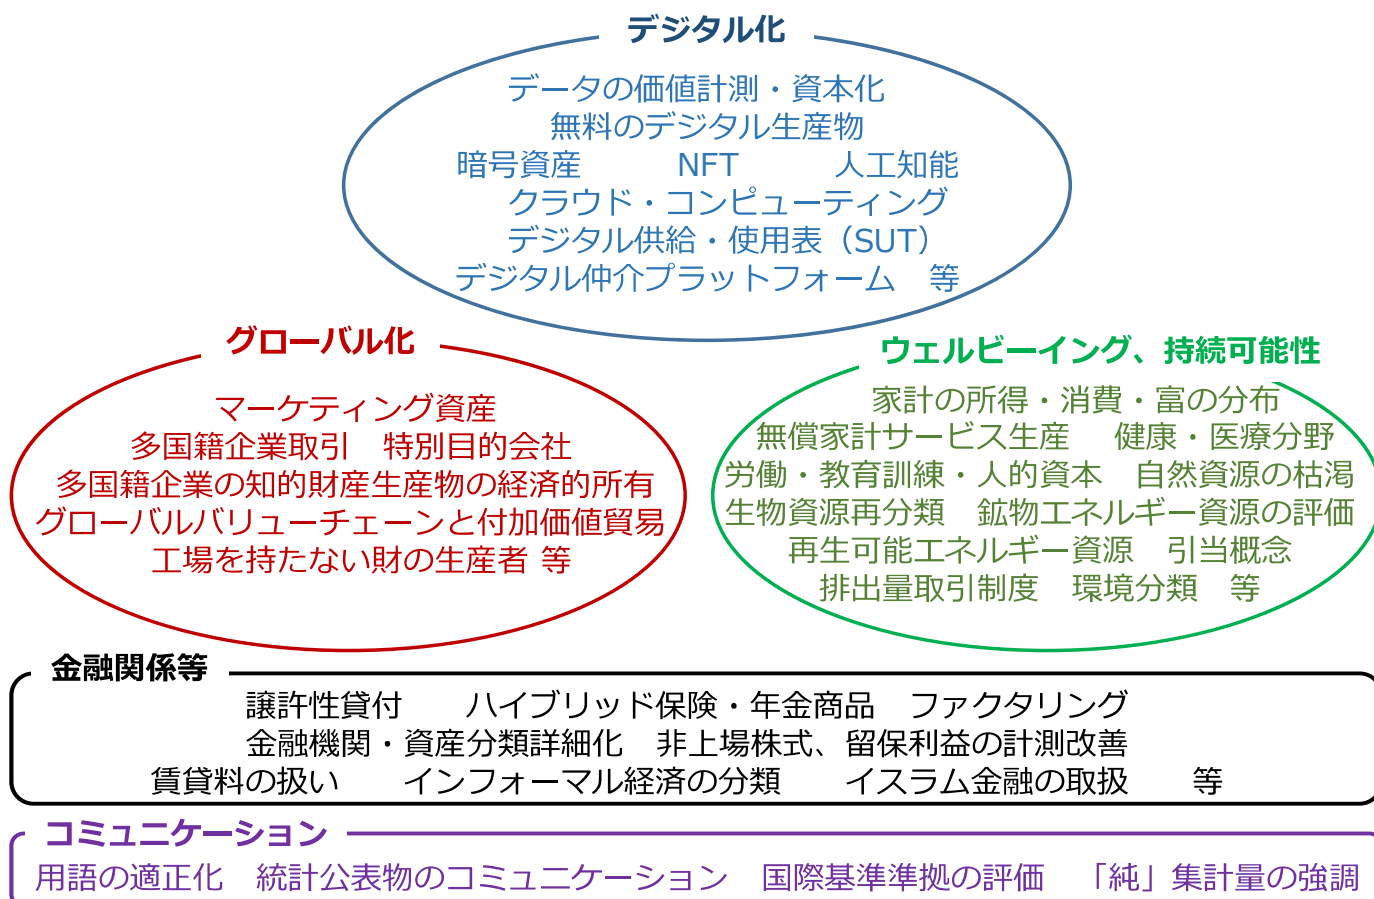 デジタル化
データの価値計測・資本化
無料のデジタル生産物
暗号資産　NFT　人工知能
クラウド・コンピューティング
デジタル供給・使用表（SUT）
デジタル仲介プラットフォーム　等
グローバル化
マーケティング資産
多国籍企業取引　特別目的会社
多国籍企業の知的財産生産物の経済的所有
グローバルバリューチェーンと付加価値貿易
工場を持たない財の生産者 等
ウェルビーイング、持続可能性
家計の所得・消費・富の分布
無償家計サービス生産　健康・医療分野
労働・教育訓練・人的資本　自然資源の枯渇
生物資源再分類　鉱物エネルギー資源の評価
再生可能エネルギー資源　引当概念
排出量取引制度　環境分類　等
金融関係等
譲許性貸付　ハイブリッド保険・年金商品　ファクタリング
金融機関・資産分類詳細化　非上場株式、留保利益の計測改善
賃貸料の扱い　インフォーマル経済の分類　イスラム金融の取扱　等
コミュニケーション
用語の適正化　統計公表物のコミュニケーション　国際基準準拠の評価　「純」集計量の強調